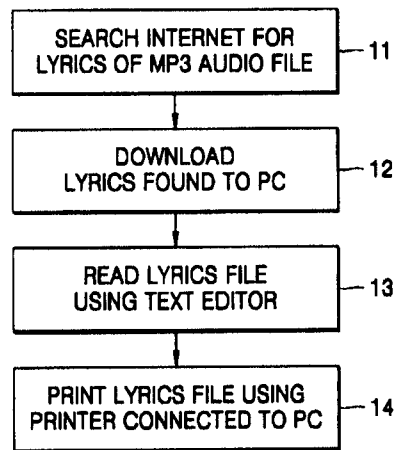 SEARCH INTERNET FOR
LYRICS OF MP3 AUDIO FILE
11
DOWNLOAD
LYRICS FOUND TO PC
12
READ LYRICS FILE
USING TEXT EDITOR
13
PRINT LYRICS FILE USING
PRINTER CONNECTED TO PC
14